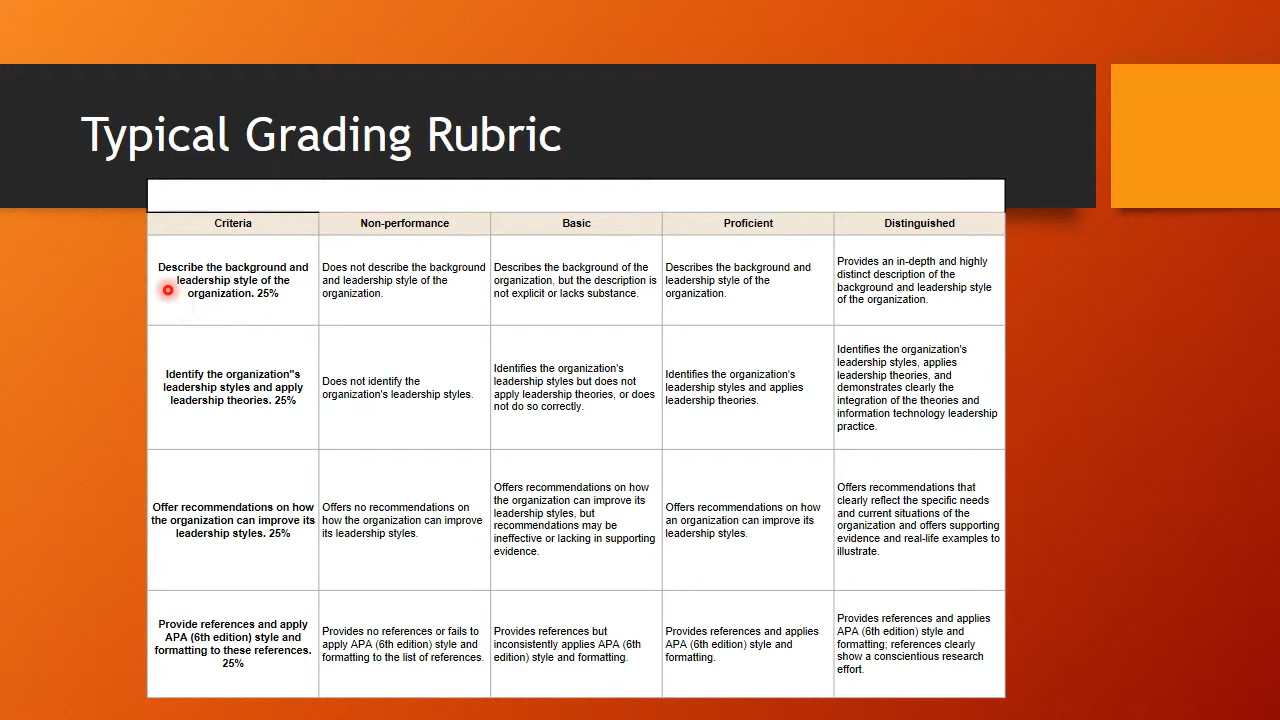 Typical Grading Rubric
Criteria
Non-performance
Basic
Proficient
Distinguished
Describe the background and
leadership style of the
organization. 25%
Does not describe the background
and leadership style of the
organization.
Describes the background of the
organization, but the description is
not explicit or lacks substance.
Describes the background and
leadership style of the
organization.
Provides an in-depth and highly
distinct description of the
background and leadership style
of the organization.
Identify the organization"s
leadership styles and apply
leadership theories. 25%
Does not identify the
organization's leadership styles.
Identifies the organization's
leadership styles but does not
apply leadership theories, or does
not do so correctly.
Identifies the organization's
leadership styles and applies
leadership theories.
Identifies the organization's
leadership styles, applies
leadership theories, and
demonstrates clearly the
integration of the theories and
information technology leadership
practice.
Offer recommendations on how
the organization can improve its
leadership styles. 25%
Offers no recommendations on
how the organization can improve
its leadership styles.
Offers recommendations on how
the organization can improve its
leadership styles, but
recommendations may be
ineffective or lacking in supporting
evidence.
Offers recommendations on how
an organization can improve its
leadership styles.
Offers recommendations that
clearly reflect the specific needs
and current situations of the
organization and offers supporting
evidence and real-life examples to
illustrate.
Provide references and apply
APA (6th edition) style and
formatting to these references.
25%
Provides no references or fails to
apply APA (6th edition) style and
formatting to the list of references.
Provides references but
inconsistently applies APA (6th
edition) style and formatting.
Provides references and applies
APA (6th edition) style and
formatting.
Provides references and applies
APA (6th edition) style and
formatting; references clearly
show a conscientious research
effort.